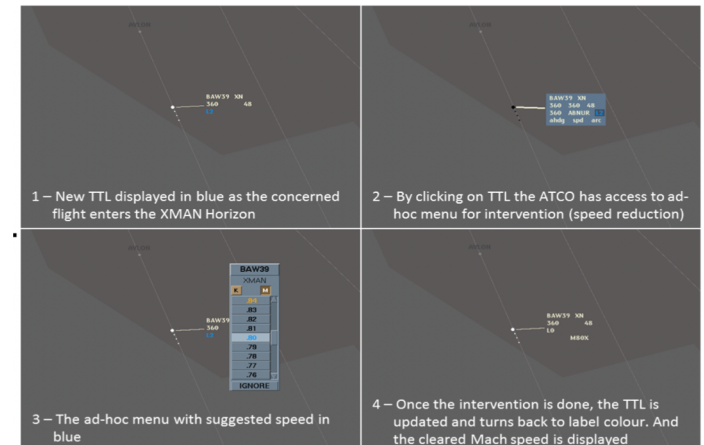 BAW39 XN
360 48
1 – New TTL displayed in blue as the concerned
flight enters the XMAN Horizon
BAW39 XN
360 360 48
360 ABNUR
ahdg spd arc
2 – By clicking on TTL the ATCO has access to ad-
hoc menu for intervention (speed reduction)
BAW39
360
BAW39
XMAN
K M
.84
.83
.82
.81
.80
.79
.78
.77
.76
IGNORE
3 – The ad-hoc menu with suggested speed in
blue
BAW39 XN
360 48
L0
M80X
4 – Once the intervention is done, the TTL is
updated and turns back to label colour. And
the cleared Mach speed is displayed